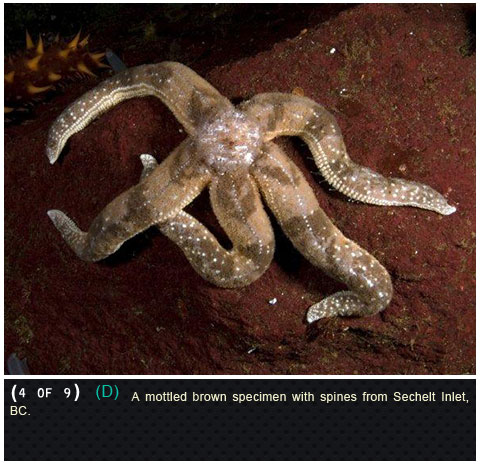 (4 OF 9) (D) A mottled brown specimen with spines from Sechelt Inlet,
BC.